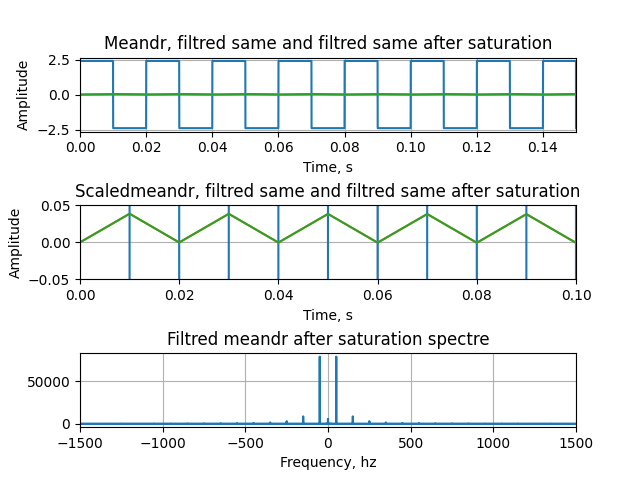 Meandr, filtred same and filtred same after saturation
2.5
0.0
−2.5
Amplitude
0.00 0.02 0.04 0.06 0.08 0.10 0.12 0.14
Time, s
Scaledmeandr, filtred same and filtred same after saturation
0.05
0.00
−0.05
Amplitude
0.00 0.02 0.04 0.06 0.08 0.10
Time, s
Filtred meandr after saturation spectre
50000
0
−1500 −1000 −500 0 500 1000 1500
Frequency, hz